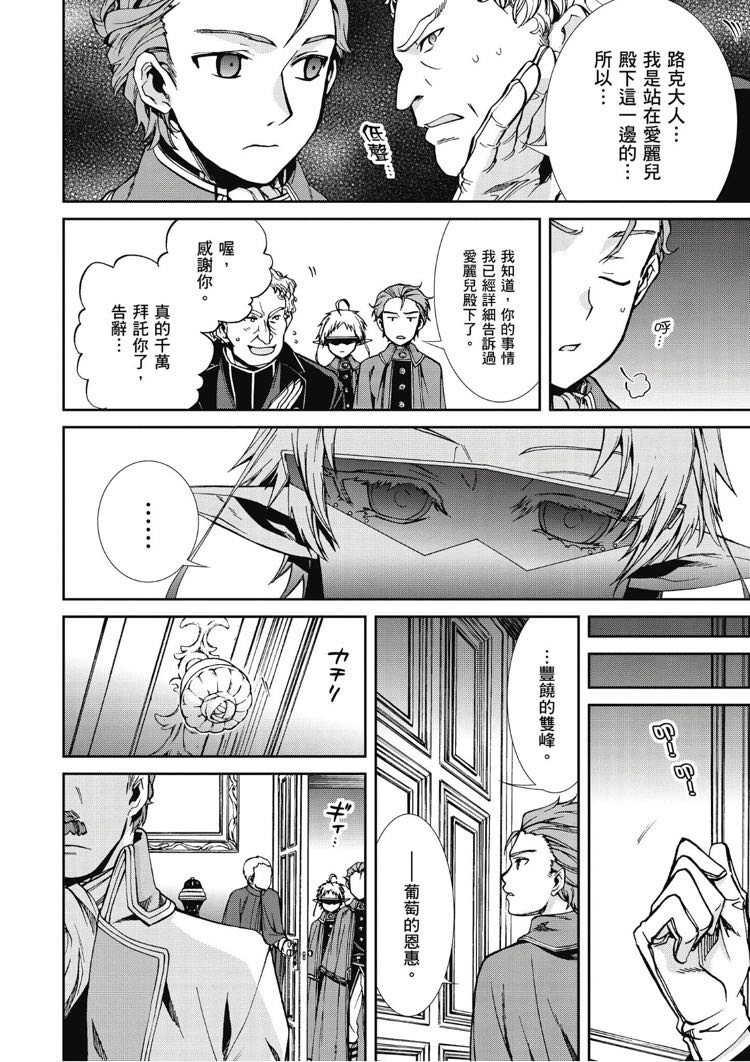 路克大人…
我是站在愛麗兒
殿下這一邊的…
所以…
低聲…
呼…
我知道，你的事情
我已經詳細告訴過
愛麗兒殿下了。
喔，
感謝你。
真的千萬
拜託你了，
告辭…
……
…豐饒的雙峰。
——葡萄的恩惠。
カチリ
ギィ…